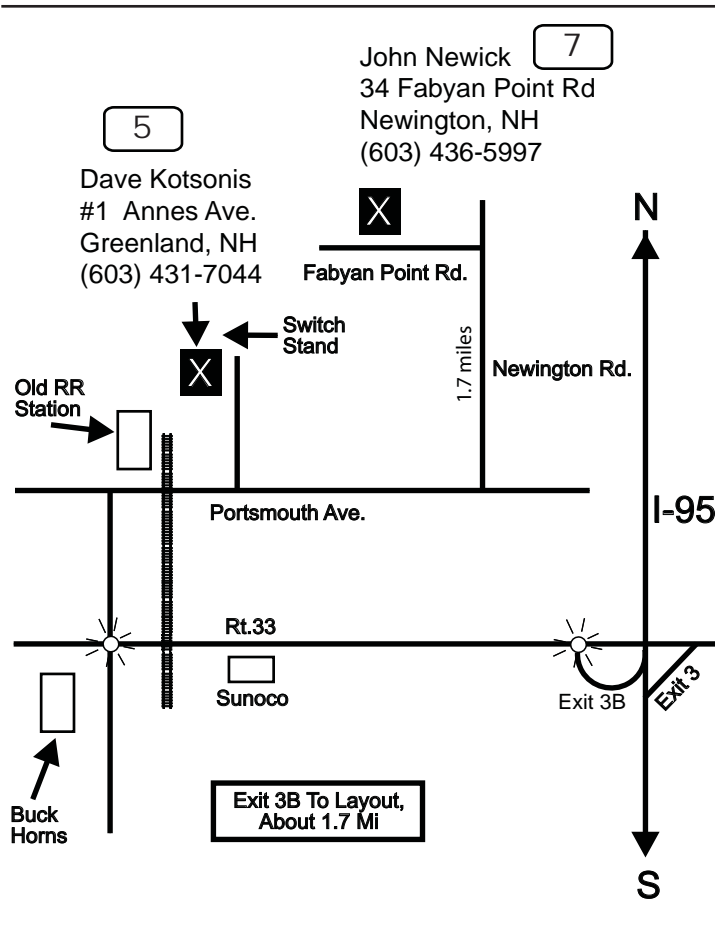 7
John Newick
34 Fabyan Point Rd
Newington, NH
(603) 436-5997
5
Dave Kotsonis
#1 Annes Ave.
Greenland, NH
(603) 431-7044
X
N
Fabyan Point Rd.
Switch
Stand
X
1.7 miles
Newington Rd.
Old RR
Station
Portsmouth Ave.
I-95
Rt.33
Sunoco
Exit 3B
Exit 3
Buck
Horns
Exit 3B To Layout,
About 1.7 Mi
S